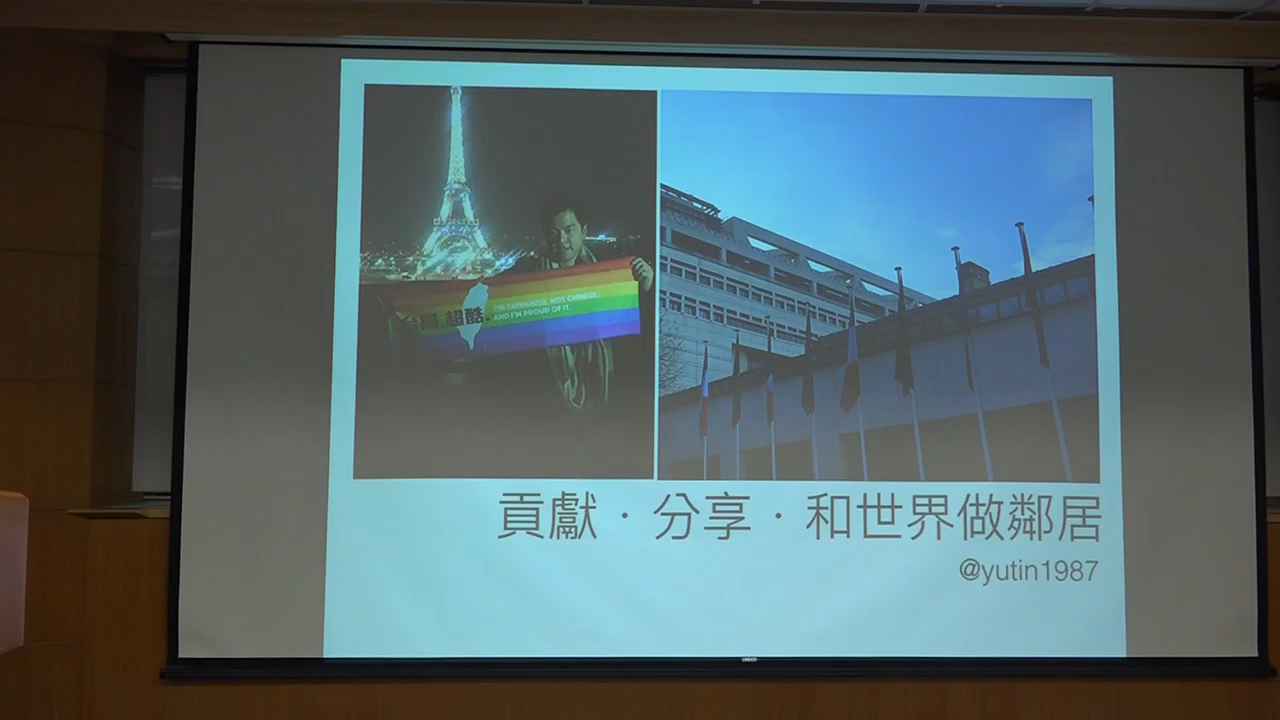 台灣,超酷.
I'M TAIWANESE, NOT CHINESE.
AND I'M PROUD OF IT.
貢獻・分享・和世界做鄰居
@yutin1987